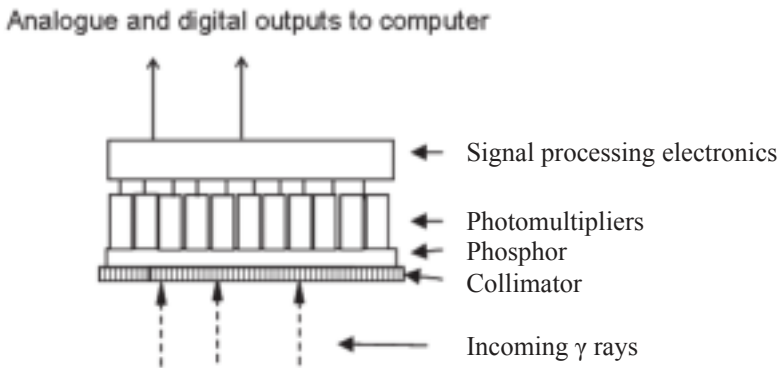 Analogue and digital outputs to computer
Signal processing electronics
Photomultipliers
Phosphor
Collimator
Incoming γ rays